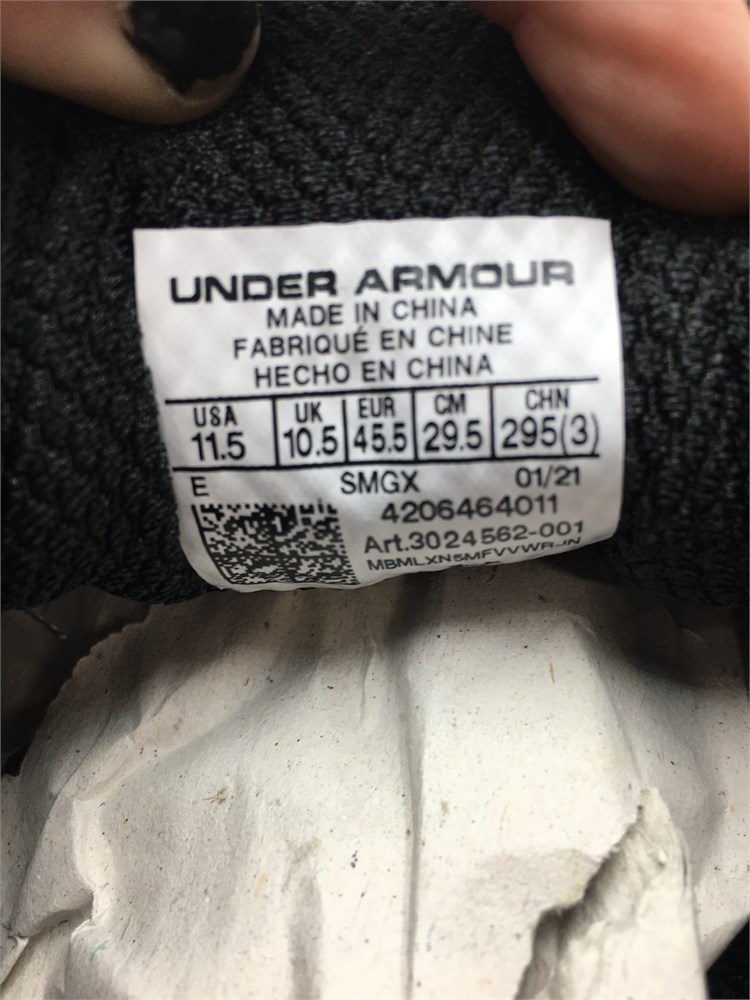 UNDER ARMOUR
MADE IN CHINA
FABRIQUÉ EN CHINE
HECHO EN CHINA
USA UK EUR CM CHN
11.5 10.5 45.5 29.5 295(3)
E SMGX 01/21
4206464011
Art.3024562-001